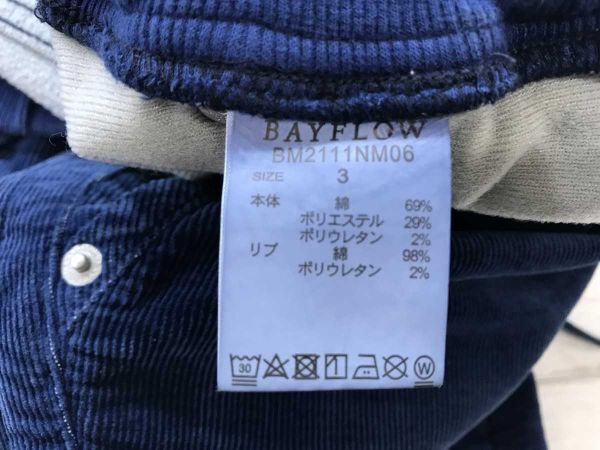 BAYFLOW
BM2111NM06
SIZE 3
本体 綿 69%
ポリエステル 29%
ポリウレタン 2%
リブ 綿 98%
ポリウレタン 2%
30 W